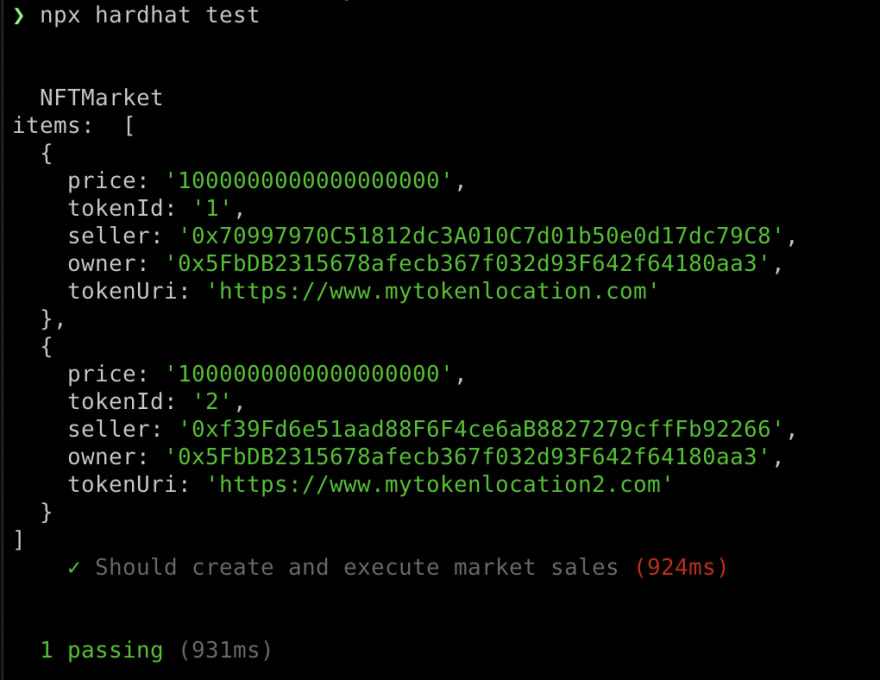 ❯ npx hardhat test
NFTMarket
items:  [
{
price: '1000000000000000000',
tokenId: '1',
seller: '0x70997970C51812dc3A010C7d01b50e0d17dc79C8',
owner: '0x5FbDB2315678afecb367f032d93F642f64180aa3',
tokenUri: 'https://www.mytokenlocation.com'
},
{
price: '1000000000000000000',
tokenId: '2',
seller: '0xf39Fd6e51aad88F6F4ce6aB8827279cffFb92266',
owner: '0x5FbDB2315678afecb367f032d93F642f64180aa3',
tokenUri: 'https://www.mytokenlocation2.com'
}
]
✓ Should create and execute market sales (924ms)
1 passing (931ms)